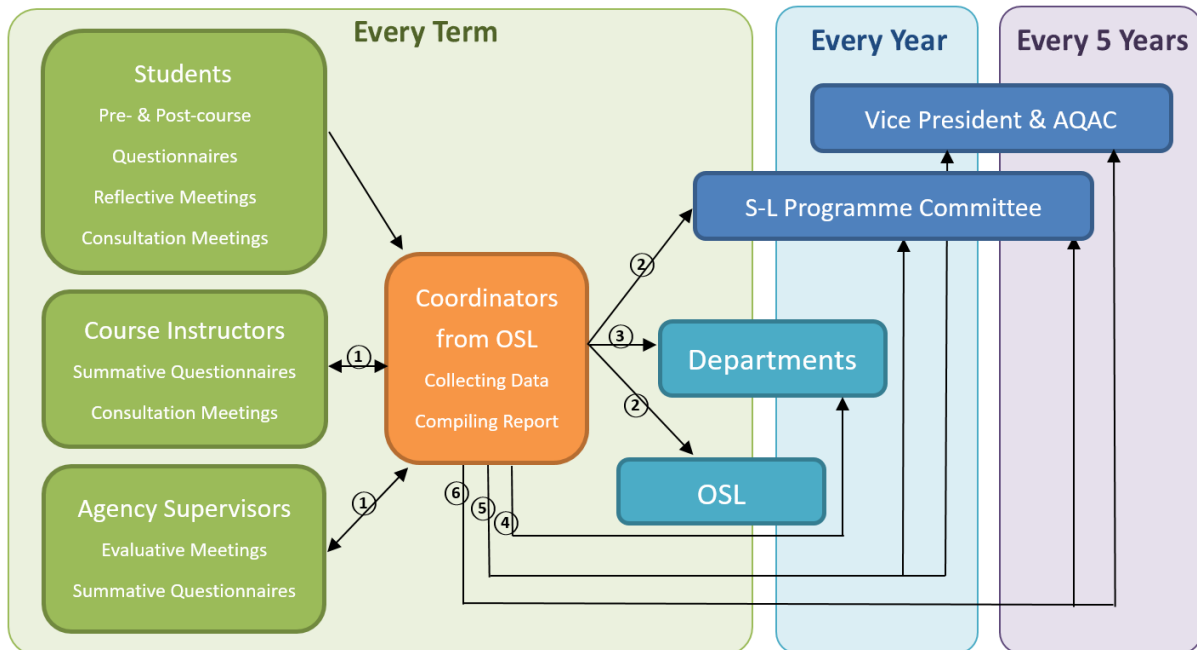 Every Term
Every Year
Every 5 Years
Students
Pre- & Post-course
Questionnaires
Reflective Meetings
Consultation Meetings
Course Instructors
Summative Questionnaires
Consultation Meetings
Agency Supervisors
Evaluative Meetings
Summative Questionnaires
①
①
Coordinators
from OSL
Collecting Data
Compiling Report
②
③
②
⑥
⑤
④
Vice President & AQAC
S-L Programme Committee
Departments
OSL